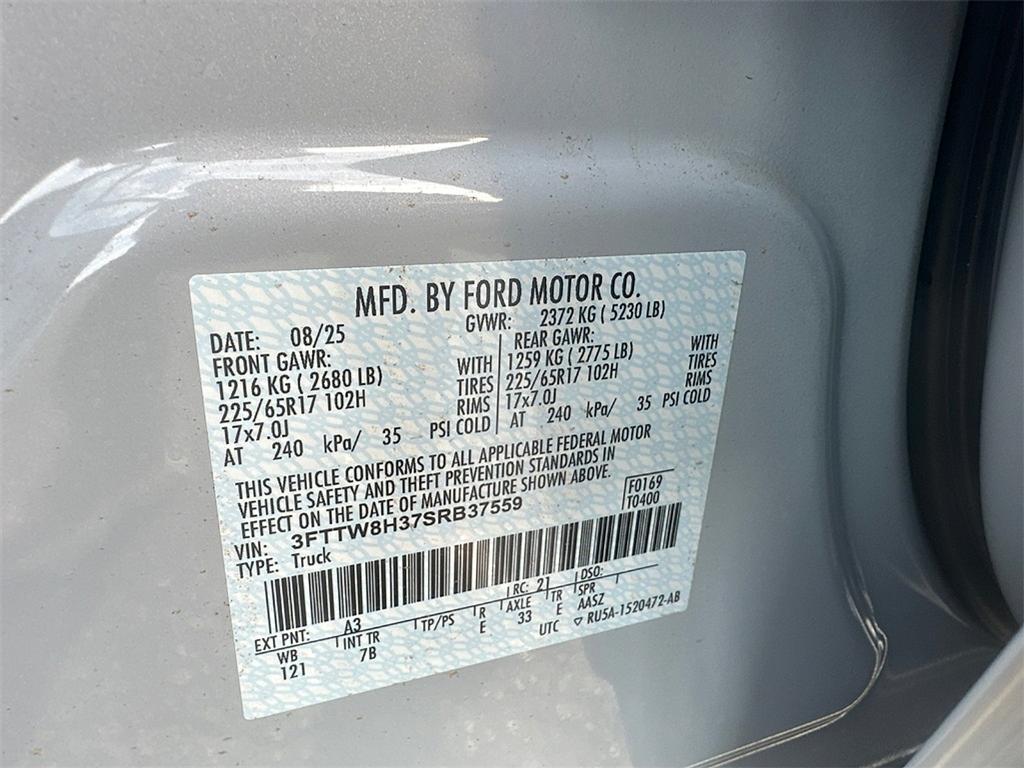 MFD. BY FORD MOTOR CO.
DATE: 08/25 GVWR: 2372 KG ( 5230 LB)
FRONT GAWR: REAR GAWR:
1216 KG ( 2680 LB) WITH 1259 KG ( 2775 LB) WITH
225/65R17 102H TIRES 225/65R17 102H TIRES
17x7.0J RIMS 17x7.0J RIMS
AT 240 kPa/ 35 PSI COLD AT 240 kPa/ 35 PSI COLD
THIS VEHICLE CONFORMS TO ALL APPLICABLE FEDERAL MOTOR
VEHICLE SAFETY AND THEFT PREVENTION STANDARDS IN
EFFECT ON THE DATE OF MANUFACTURE SHOWN ABOVE.
F0169
T0400
VIN: 3FTTW8H37SRB37559
TYPE: Truck
EXT PNT: A3 RC: 21 DSO:
WB INT TR TP/PS R AXLE TR SPR
121 7B E 33 E AASZ
UTC ▽ RU5A-1520472-AB